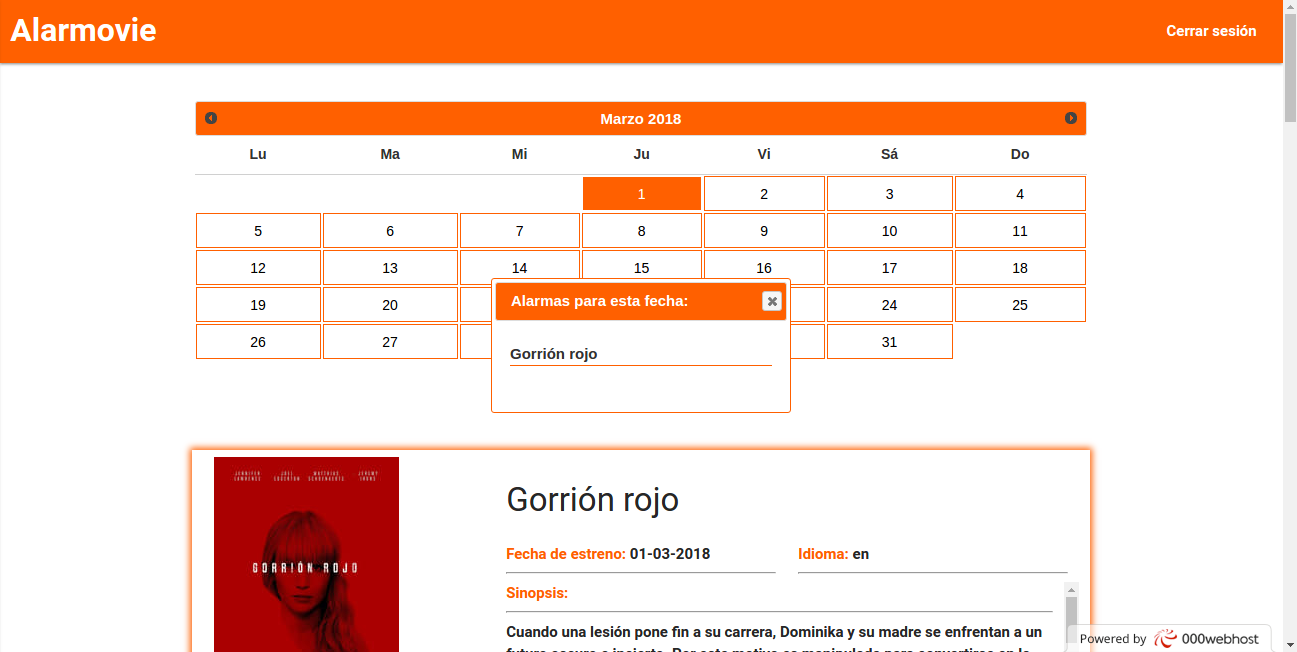 Alarmovie
Cerrar sesión
Marzo 2018
Lu Ma Mi Ju Vi Sá Do
1 2 3 4
5 6 7 8 9 10 11
12 13 14 15 16 17 18
19 20 24 25
26 27 31
Alarmas para esta fecha:
Gorrión rojo
JENNIFER LAWRENCE JOEL EDGERTON MATTHIAS SCHOENAERTS JEREMY IRONS
GORRIÓN ROJO
Gorrión rojo
Fecha de estreno: 01-03-2018 Idioma: en
Sinopsis:
Cuando una lesión pone fin a su carrera, Dominika y su madre se enfrentan a un
Powered by 000webhost